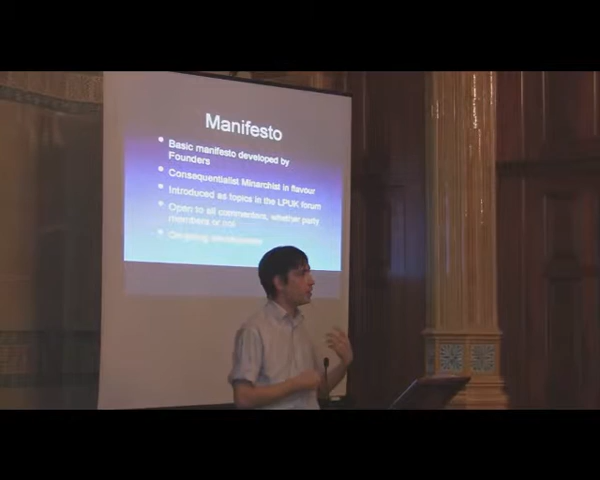 Manifesto
Basic manifesto developed by
Founders
Consequentialist Minarchist in flavour
Introduced as topics in the LPUK forum
Open to all commenters, whether party
members or not